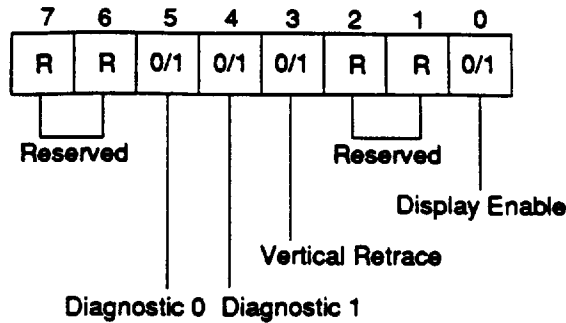 7 6 5 4 3 2 1 0
R R 0/1 0/1 0/1 R R 0/1
Reserved Reserved
Display Enable
Vertical Retrace
Diagnostic 0 Diagnostic 1